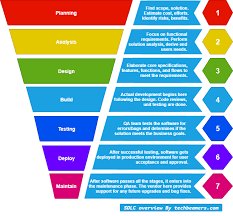 Planning
Find scope, solution.
Estimate cost, efforts.
Identify risks, benefits.
1
Analysis
Focus on functional
requirements. Perform
solution analysis, derive end
users needs.
2
Design
Elaborate core specifications,
features, functions, and flows to
meet the requirements.
3
Build
Actual development begins here
following the design. Code reviews,
and testing are done.
4
Testing
QA team tests the software for
errors/bugs and determines if the
solution meets the business goals.
5
Deploy
After successful testing, software gets
deployed in production environment for
user acceptance and approval.
6
Maintain
After software passes all the stages, it enters
into the maintenance phase. The vendor hires provide
support for any future upgrades and bug fixing.
7
SDLC overview By techbeamers.com